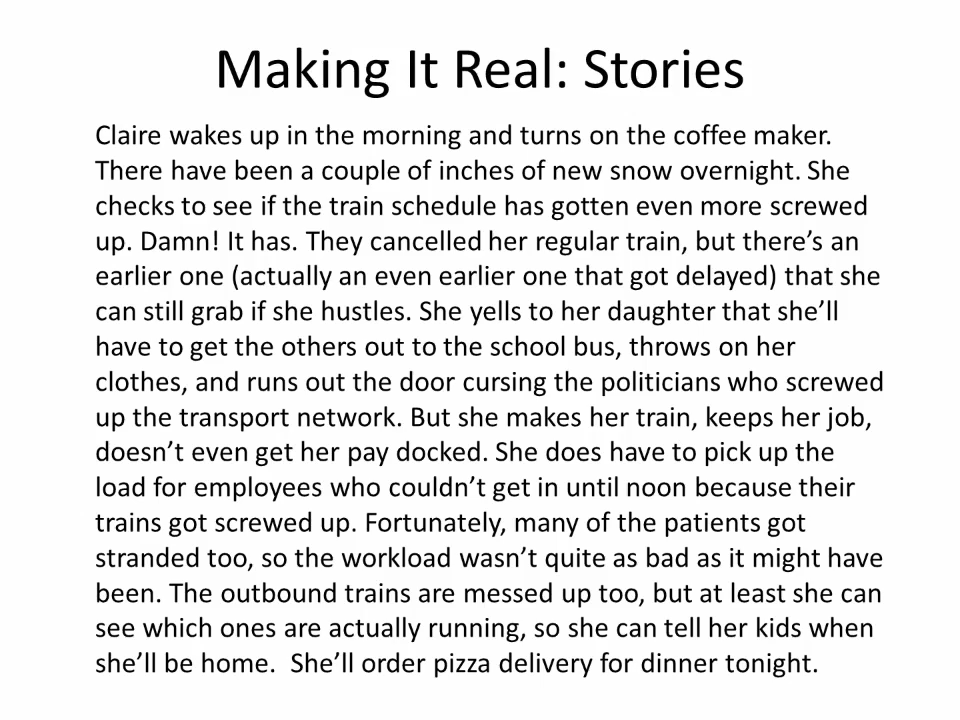 Making It Real: Stories
Claire wakes up in the morning and turns on the coffee maker.
There have been a couple of inches of new snow overnight. She
checks to see if the train schedule has gotten even more screwed
up. Damn! It has. They cancelled her regular train, but there’s an
earlier one (actually an even earlier one that got delayed) that she
can still grab if she hustles. She yells to her daughter that she’ll
have to get the others out to the school bus, throws on her
clothes, and runs out the door cursing the politicians who screwed
up the transport network. But she makes her train, keeps her job,
doesn’t even get her pay docked. She does have to pick up the
load for employees who couldn’t get in until noon because their
trains got screwed up. Fortunately, many of the patients got
stranded too, so the workload wasn’t quite as bad as it might have
been. The outbound trains are messed up too, but at least she can
see which ones are actually running, so she can tell her kids when
she’ll be home.  She’ll order pizza delivery for dinner tonight.